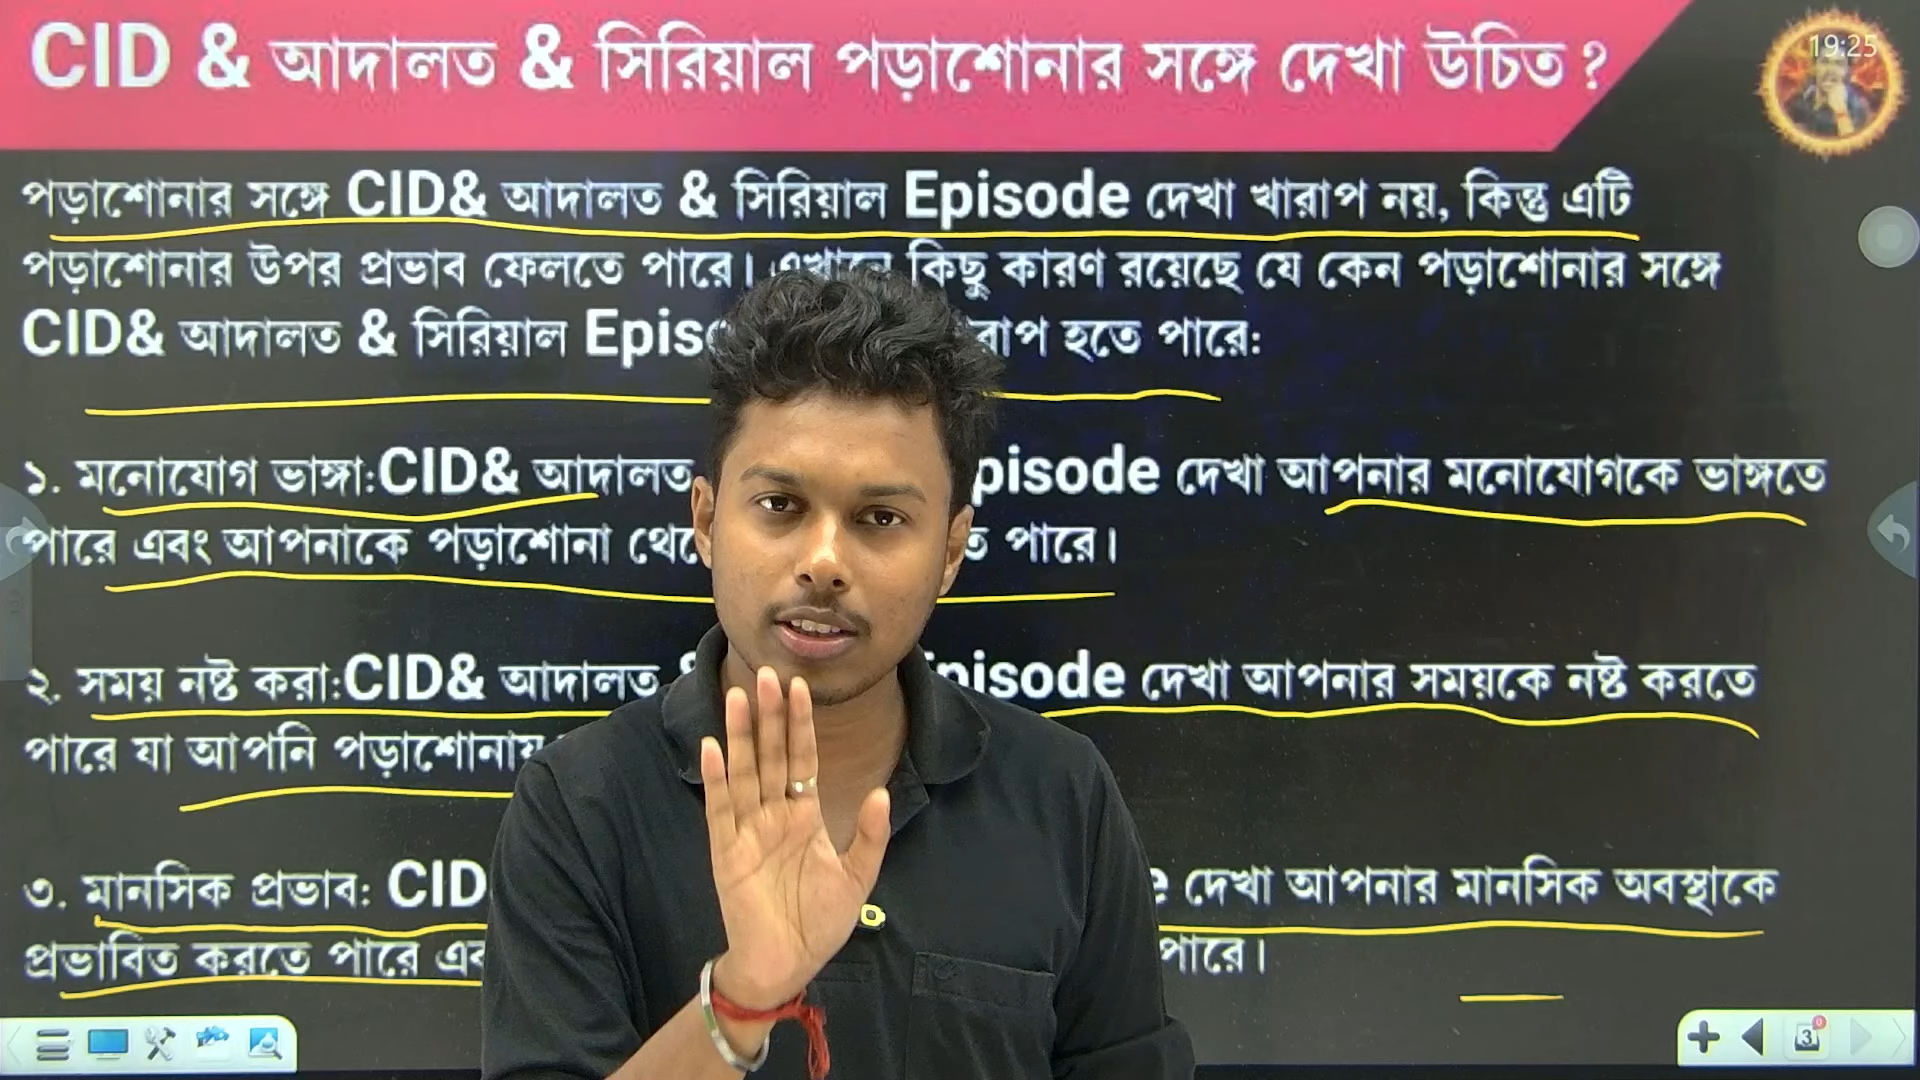 CID & আদালত & সিরিয়াল পড়াশোনার সঙ্গে দেখা উচিত ?
19:25
পড়াশোনার সঙ্গে CID& আদালত & সিরিয়াল Episode দেখা খারাপ নয়, কিন্তু এটি
পড়াশোনার উপর প্রভাব ফেলতে পারে। এখানে কিছু কারণ রয়েছে যে কেন পড়াশোনার সঙ্গে
CID& আদালত & সিরিয়াল হতে পারে:
১. মনোযোগ ভাঙ্গা:CID& আদালত দেখা আপনার মনোযোগকে ভাঙ্গতে
পারে এবং আপনাকে পড়াশোনা পারে।
২. সময় নষ্ট করা:CID& আদালত দেখা আপনার সময়কে নষ্ট করতে
পারে যা আপনি পড়াশোনায়
৩. মানসিক প্রভাব: CID দেখা আপনার মানসিক অবস্থাকে
প্রভাবিত করতে পারে পারে।
3